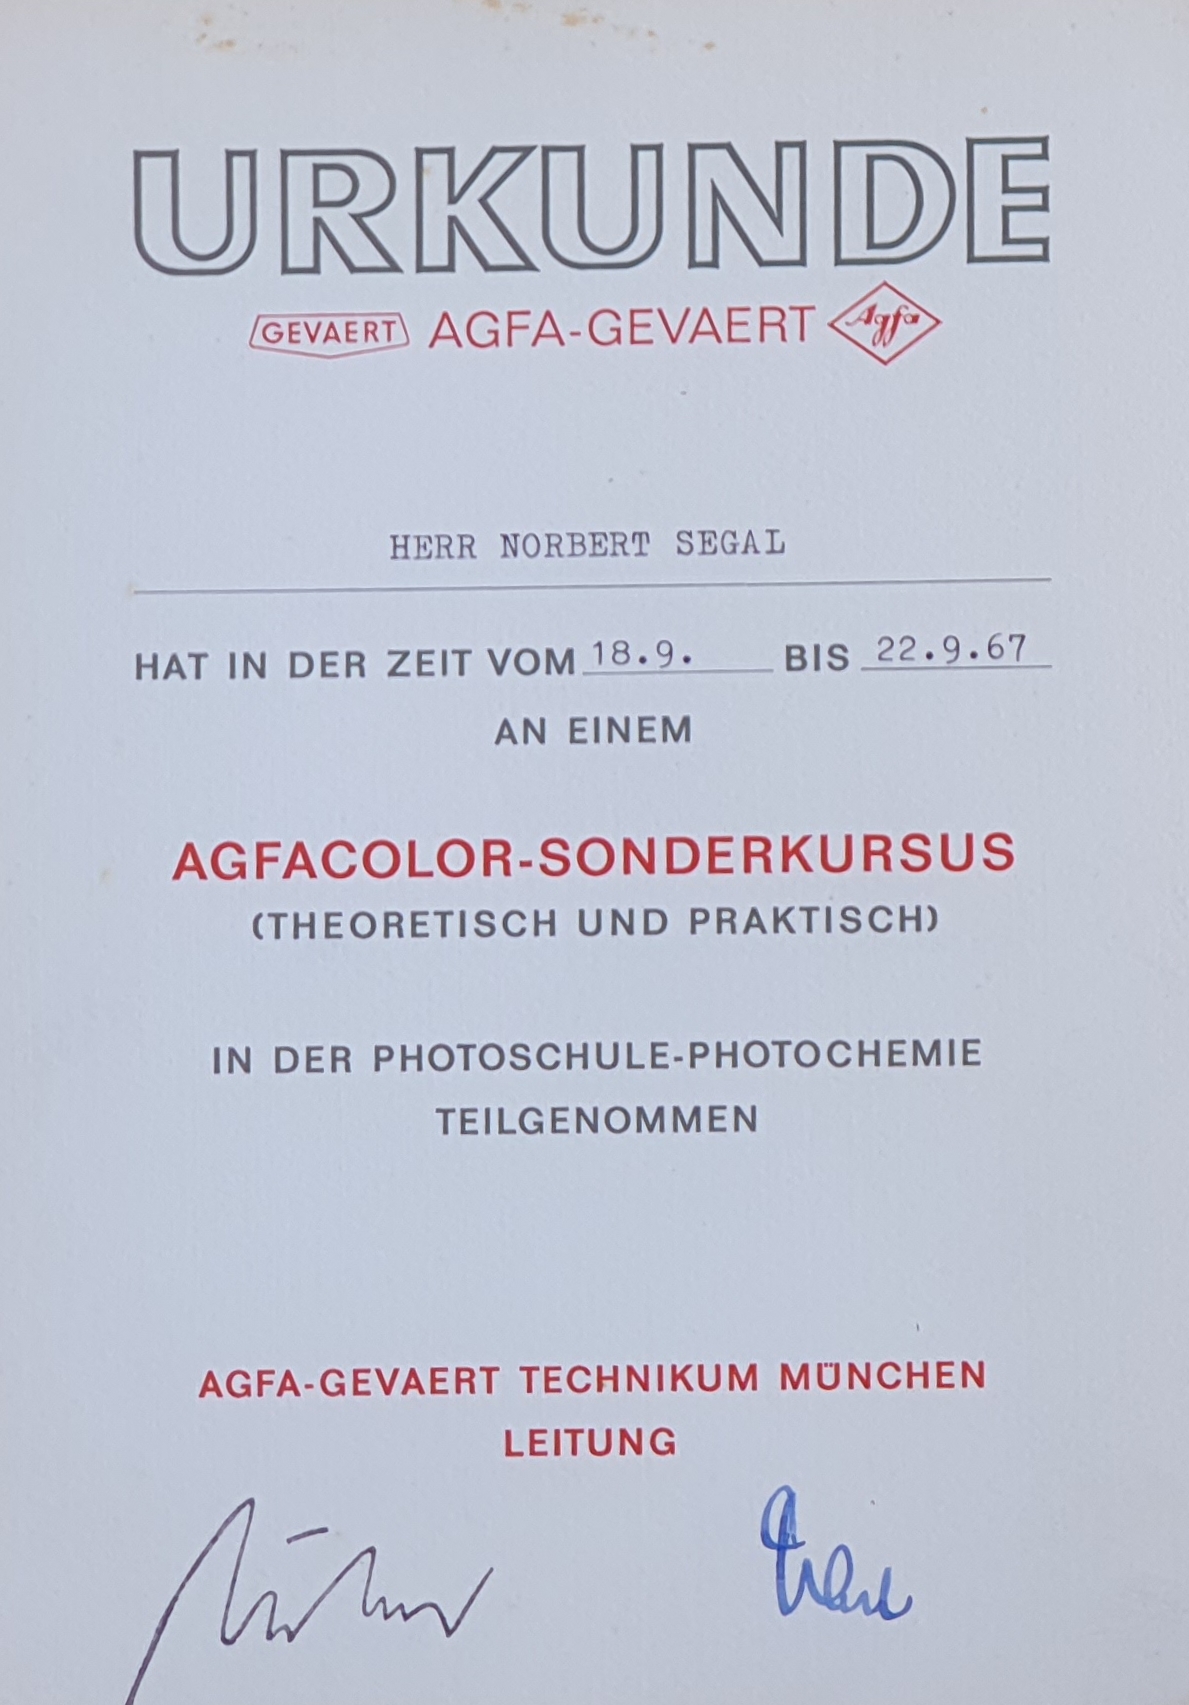 URKUNDE
GEVAERT AGFA-GEVAERT Agfa
HERR NORBERT SEGAL
HAT IN DER ZEIT VOM 18.9. BIS 22.9.67
AN EINEM
AGFACOLOR-SONDERKURSUS
(THEORETISCH UND PRAKTISCH)
IN DER PHOTOSCHULE-PHOTOCHEMIE
TEILGENOMMEN
AGFA-GEVAERT TECHNIKUM MÜNCHEN
LEITUNG